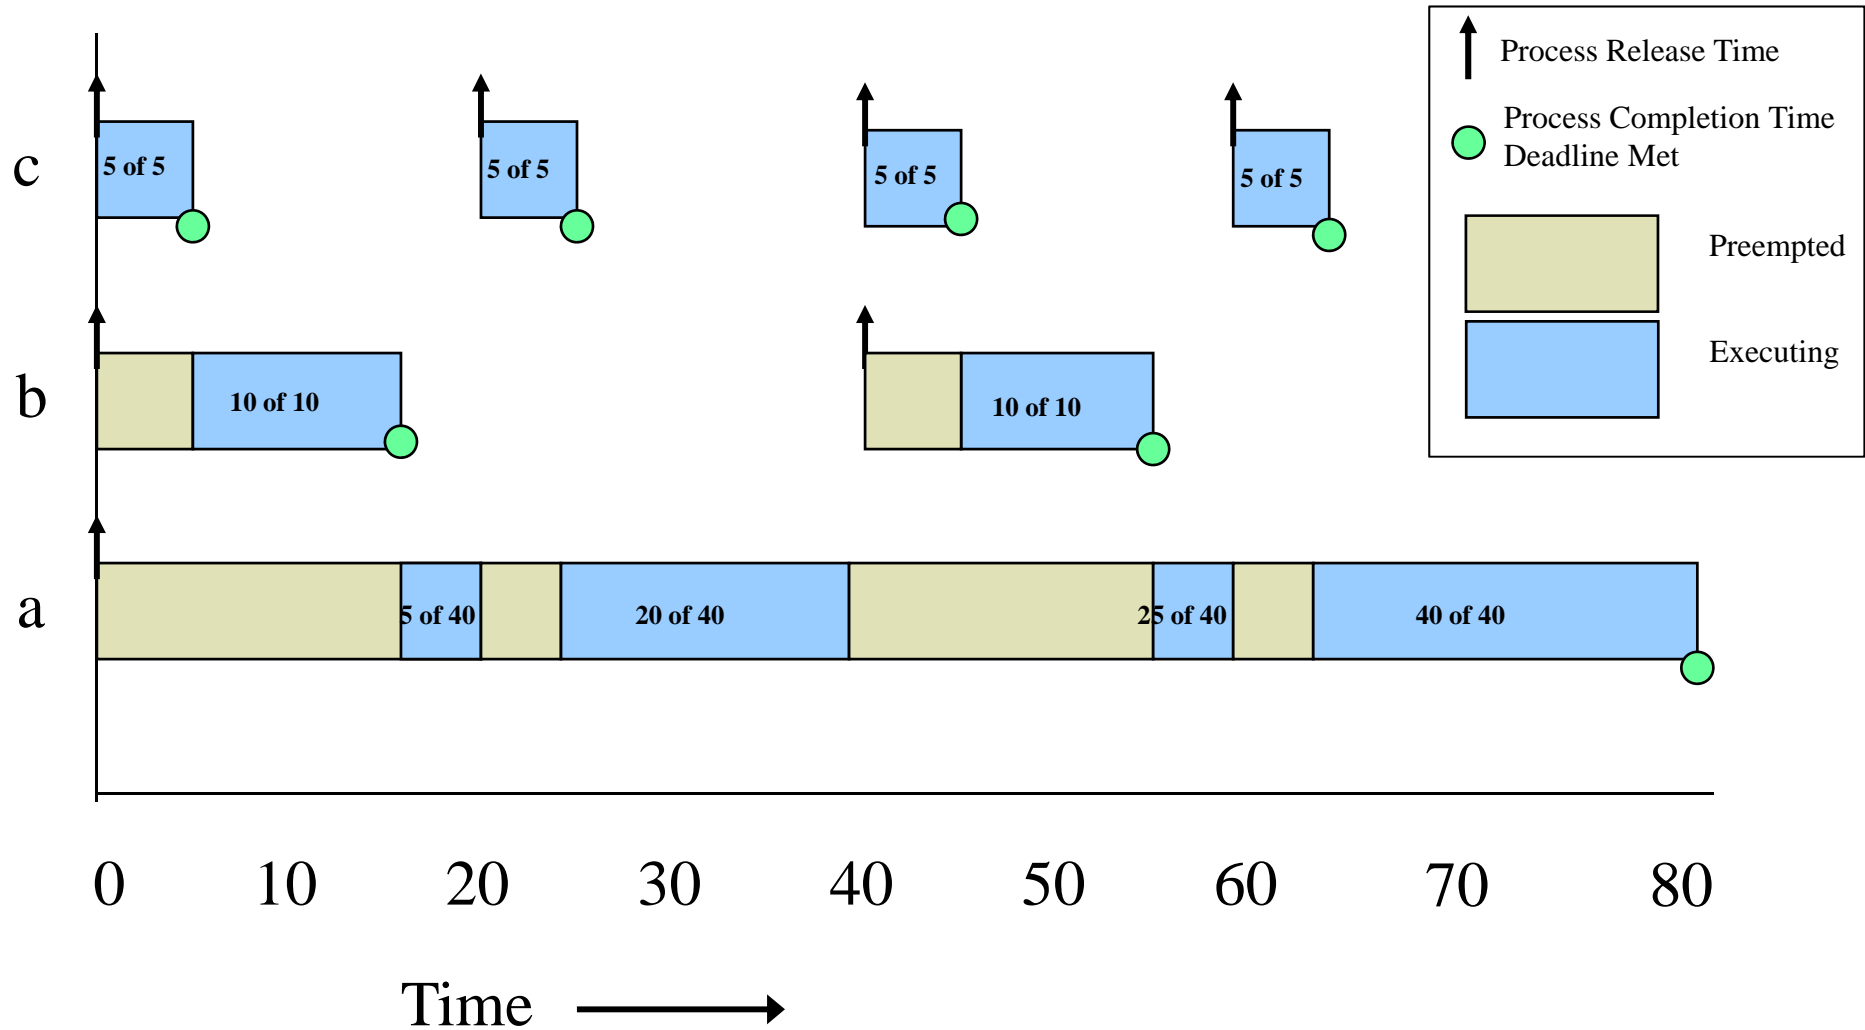 Process Release Time
Process Completion Time
Deadline Met
Preempted
Executing
c
5 of 5
5 of 5
5 of 5
5 of 5
b
10 of 10
10 of 10
a
5 of 40
20 of 40
25 of 40
40 of 40
0 10 20 30 40 50 60 70 80
Time